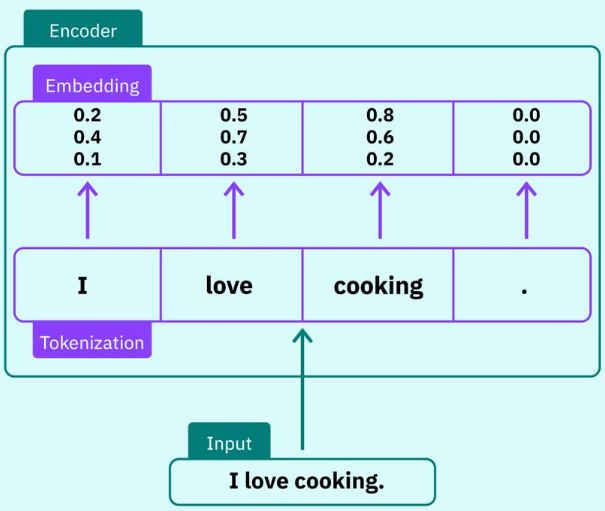 Encoder
Embedding
0.2 0.5 0.8 0.0
0.4 0.7 0.6 0.0
0.1 0.3 0.2 0.0
I love cooking .
Tokenization
Input
I love cooking.